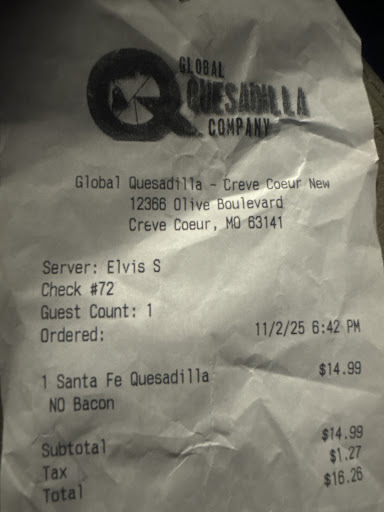 GLOBAL
QUESADILLA
COMPANY
Global Quesadilla - Creve Coeur New
12366 Olive Boulevard
Creve Coeur, MO 63141
Server: Elvis S
Check #72
Guest Count: 1
Ordered: 11/2/25 6:42 PM
1 Santa Fe Quesadilla $14.99
NO Bacon
Subtotal $14.99
Tax $1.27
Total $16.26